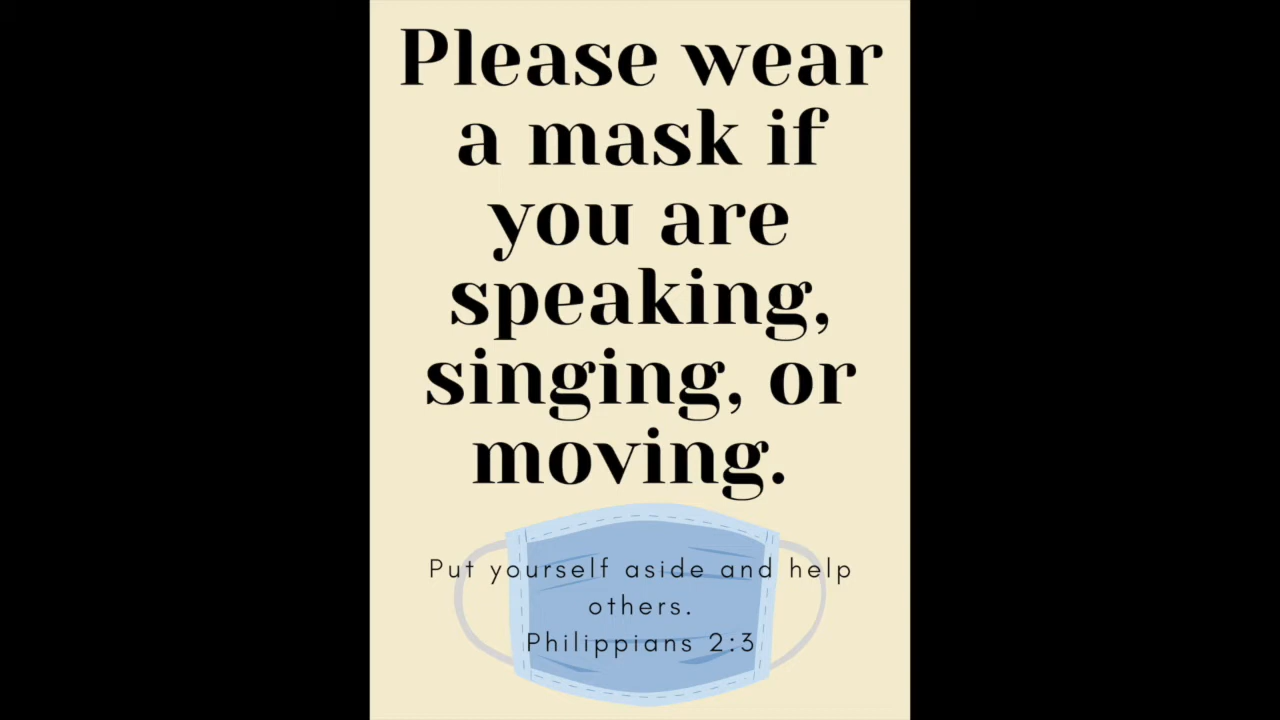 Please wear
a mask if
you are
speaking,
singing, or
moving.
Put yourself aside and help
others.
Philippians 2:3